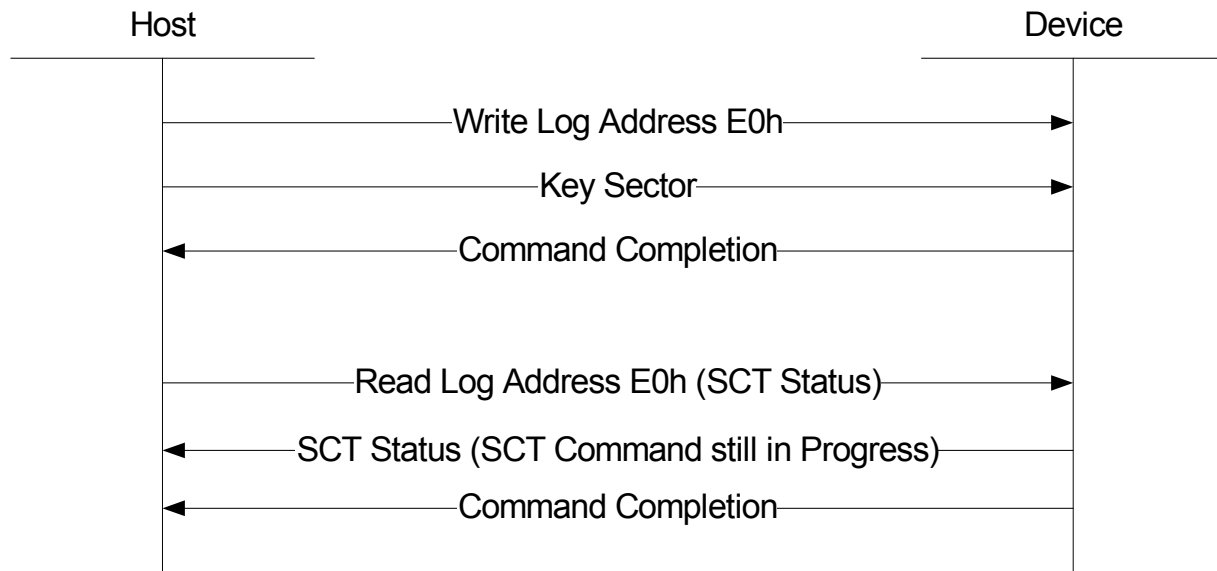 Host
Device
Write Log Address E0h
Key Sector
Command Completion
Read Log Address E0h (SCT Status)
SCT Status (SCT Command still in Progress)
Command Completion